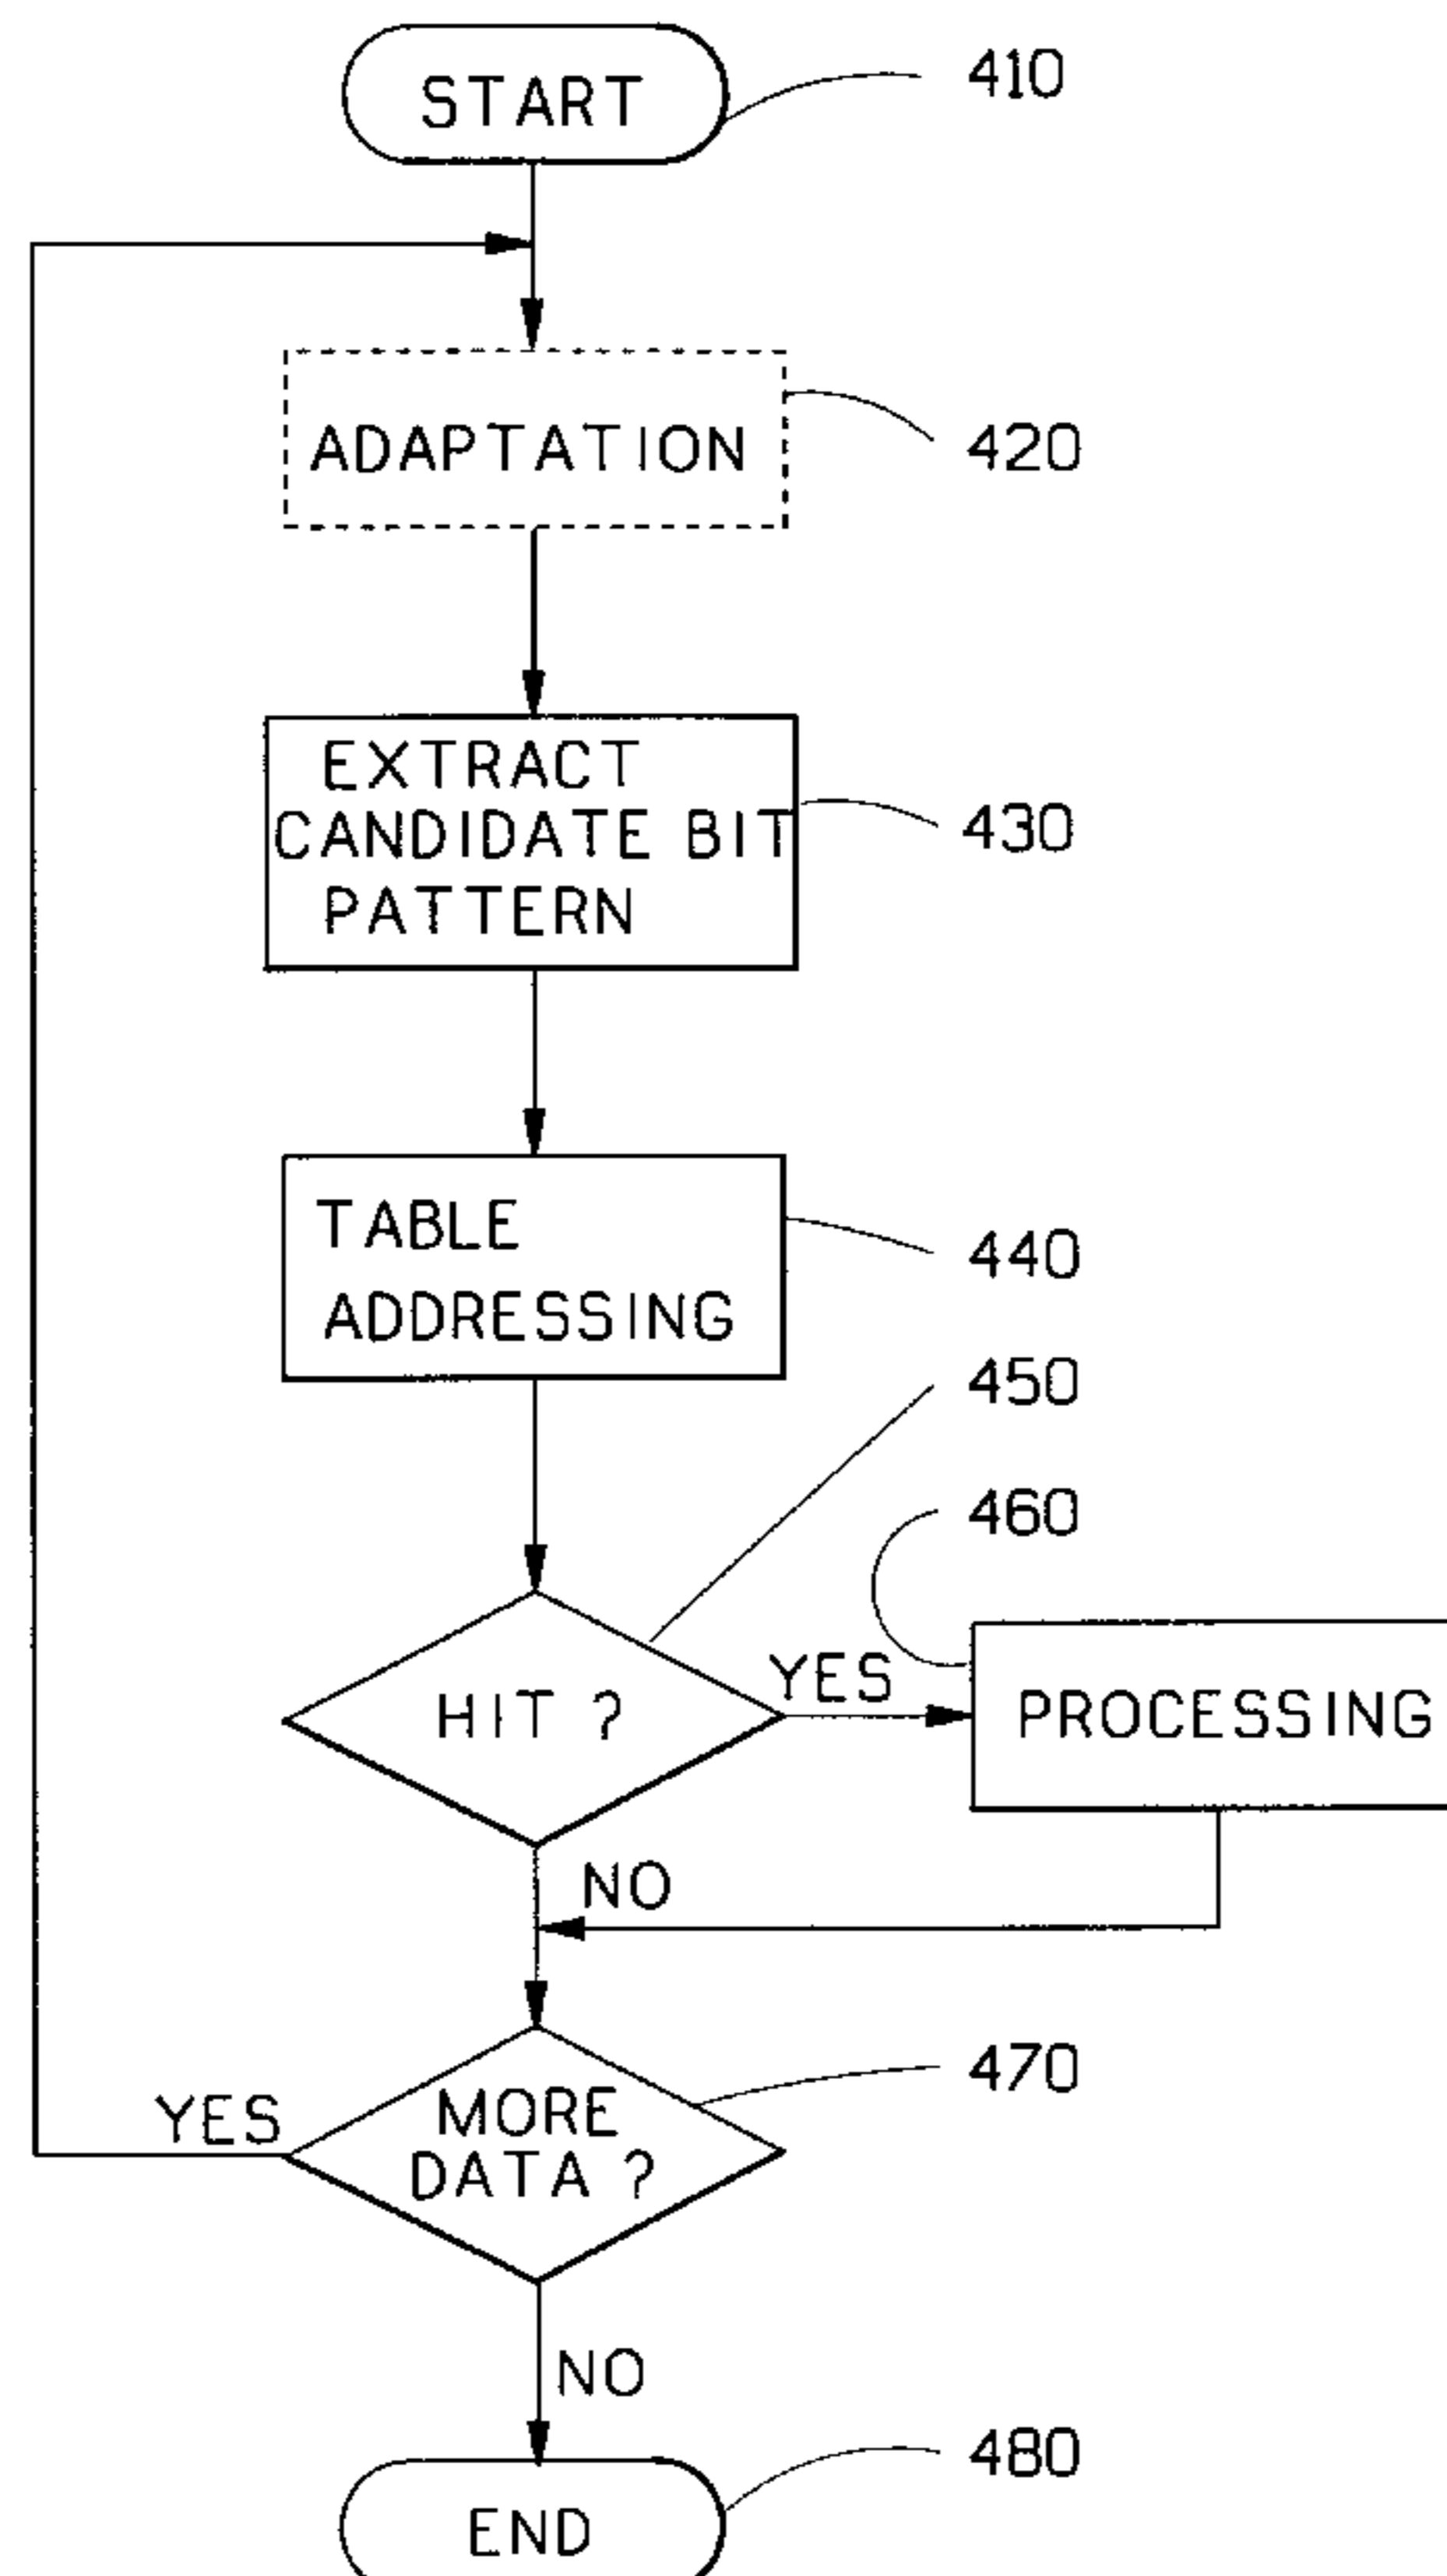 START
410
ADAPTATION
420
EXTRACT
CANDIDATE BIT
PATTERN
430
TABLE
ADDRESSING
440
450
460
HIT ?
YES
PROCESSING
NO
470
MORE
DATA ?
YES
NO
480
END